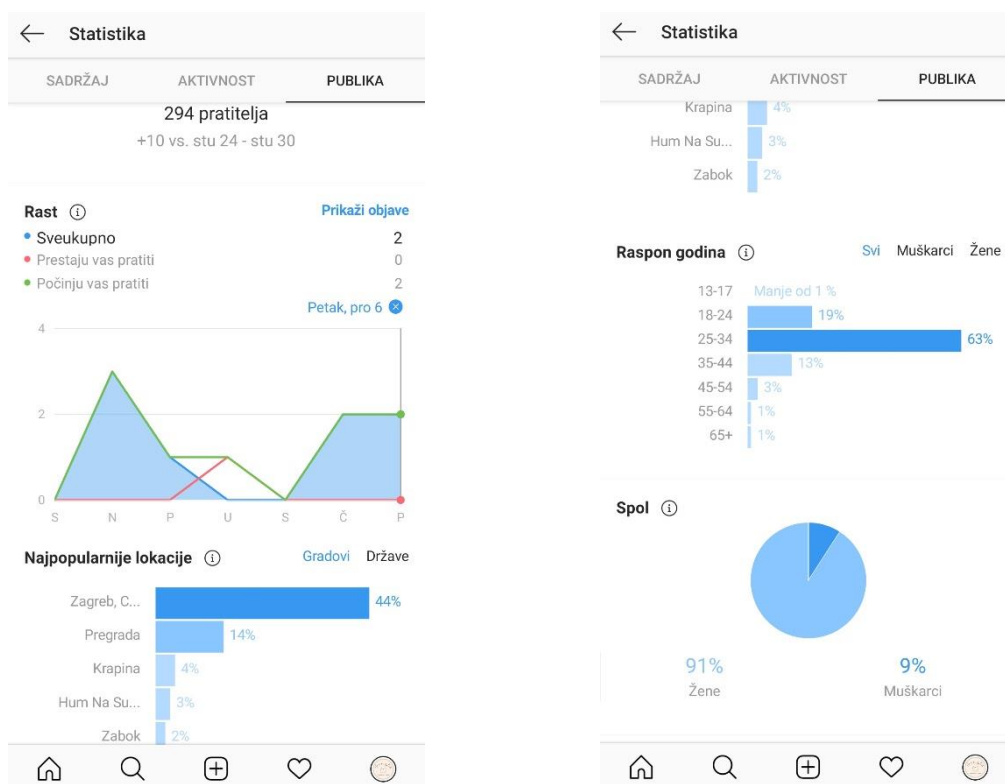 Statistika
SADRŽAJ AKTIVNOST PUBLIKA
294 pratitelja
+10 vs. stu 24 - stu 30
Rast Prikaži objave
Sveukupno 2
Prestaju vas pratiti 0
Počinju vas pratiti 2
Petak, pro 6
4
2
0
S N P U S Č P
Najpopularnije lokacije Gradovi Države
Zagreb, C... 44%
Pregrada 14%
Krapina 4%
Hum Na Su... 3%
Zabok 2%
Statistika
SADRŽAJ AKTIVNOST PUBLIKA
Krapina 4%
Hum Na Su... 3%
Zabok 2%
Raspon godina Svi Muškarci Žene
13-17 Manje od 1 %
18-24 19%
25-34 63%
35-44 13%
45-54 3%
55-64 1%
65+ 1%
Spol
91% 9%
Žene Muškarci